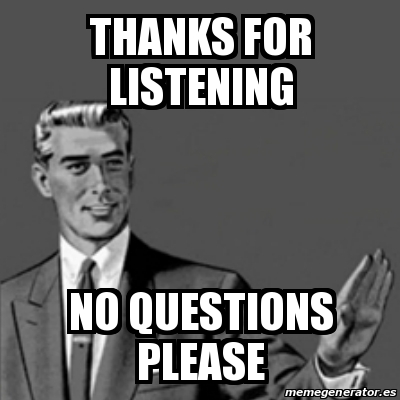 THANKS FOR
LISTENING
NO QUESTIONS
PLEASE
memegenerator.es